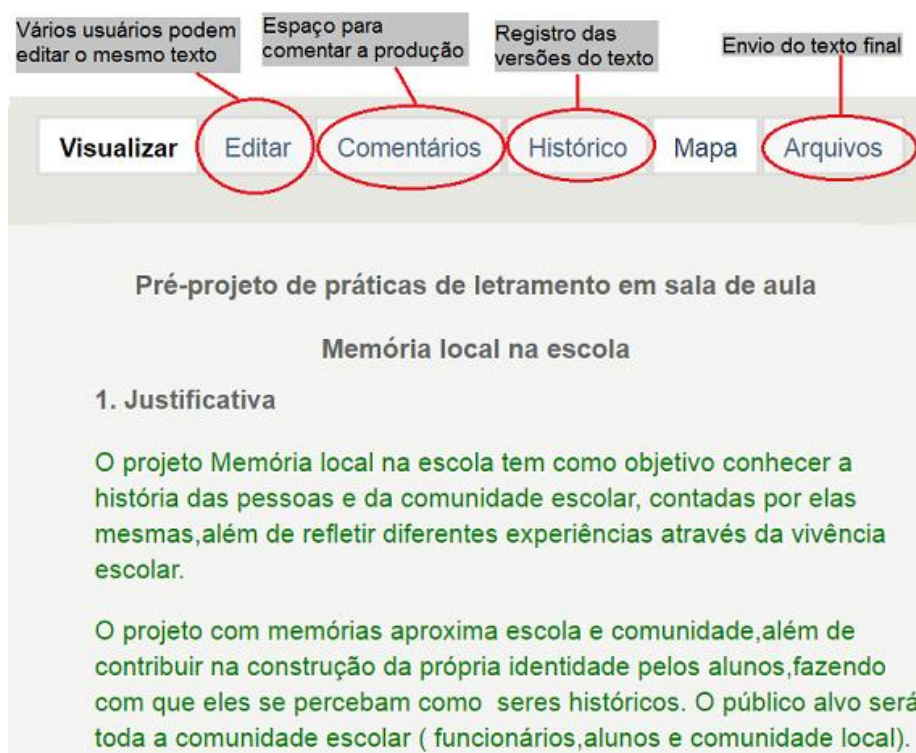 Vários usuários podem
editar o mesmo texto
Espaço para
comentar a produção
Registro das
versões do texto
Envio do texto final
Visualizar Editar Comentários Histórico Mapa Arquivos
Pré-projeto de práticas de letramento em sala de aula
Memória local na escola
1. Justificativa
O projeto Memória local na escola tem como objetivo conhecer a
história das pessoas e da comunidade escolar, contadas por elas
mesmas,além de refletir diferentes experiências através da vivência
escolar.
O projeto com memórias aproxima escola e comunidade,além de
contribuir na construção da própria identidade pelos alunos,fazendo
com que eles se percebam como seres históricos. O público alvo será
toda a comunidade escolar ( funcionários,alunos e comunidade local).